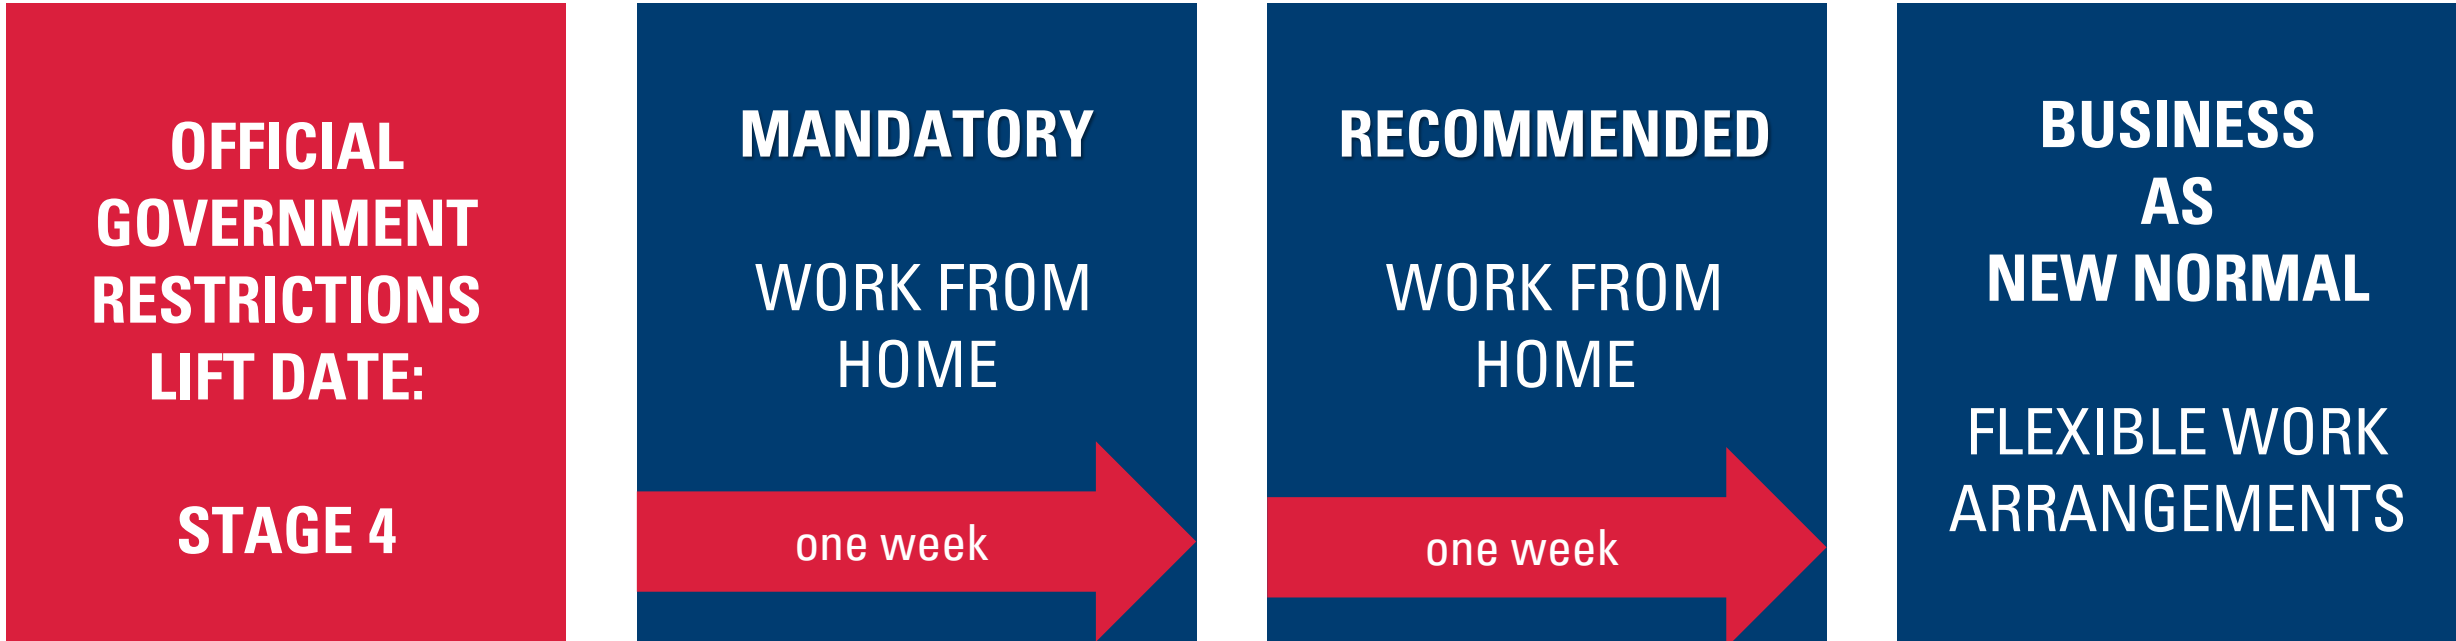 OFFICIAL
GOVERNMENT
RESTRICTIONS
LIFT DATE:
STAGE 4
MANDATORY
WORK FROM
HOME
one week
RECOMMENDED
WORK FROM
HOME
one week
BUSINESS
AS
NEW NORMAL
FLEXIBLE WORK
ARRANGEMENTS